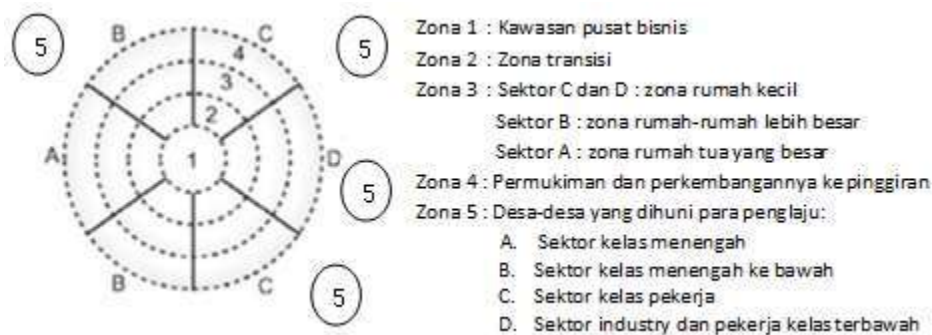 5
B
C
5
4
3
2
A
1
D
5
B
C
5
Zona 1 : Kawasan pusat bisnis
Zona 2 : Zona transisi
Zona 3 : Sektor C dan D : zona rumah kecil
Sektor B : zona rumah-rumah lebih besar
Sektor A : zona rumah tua yang besar
Zona 4 : Permukiman dan perkembangannya ke pinggiran
Zona 5 : Desa-desa yang dihuni para penglaju:
A. Sektor kelas menengah
B. Sektor kelas menengah ke bawah
C. Sektor kelas pekerja
D. Sektor industry dan pekerja kelas terbawah